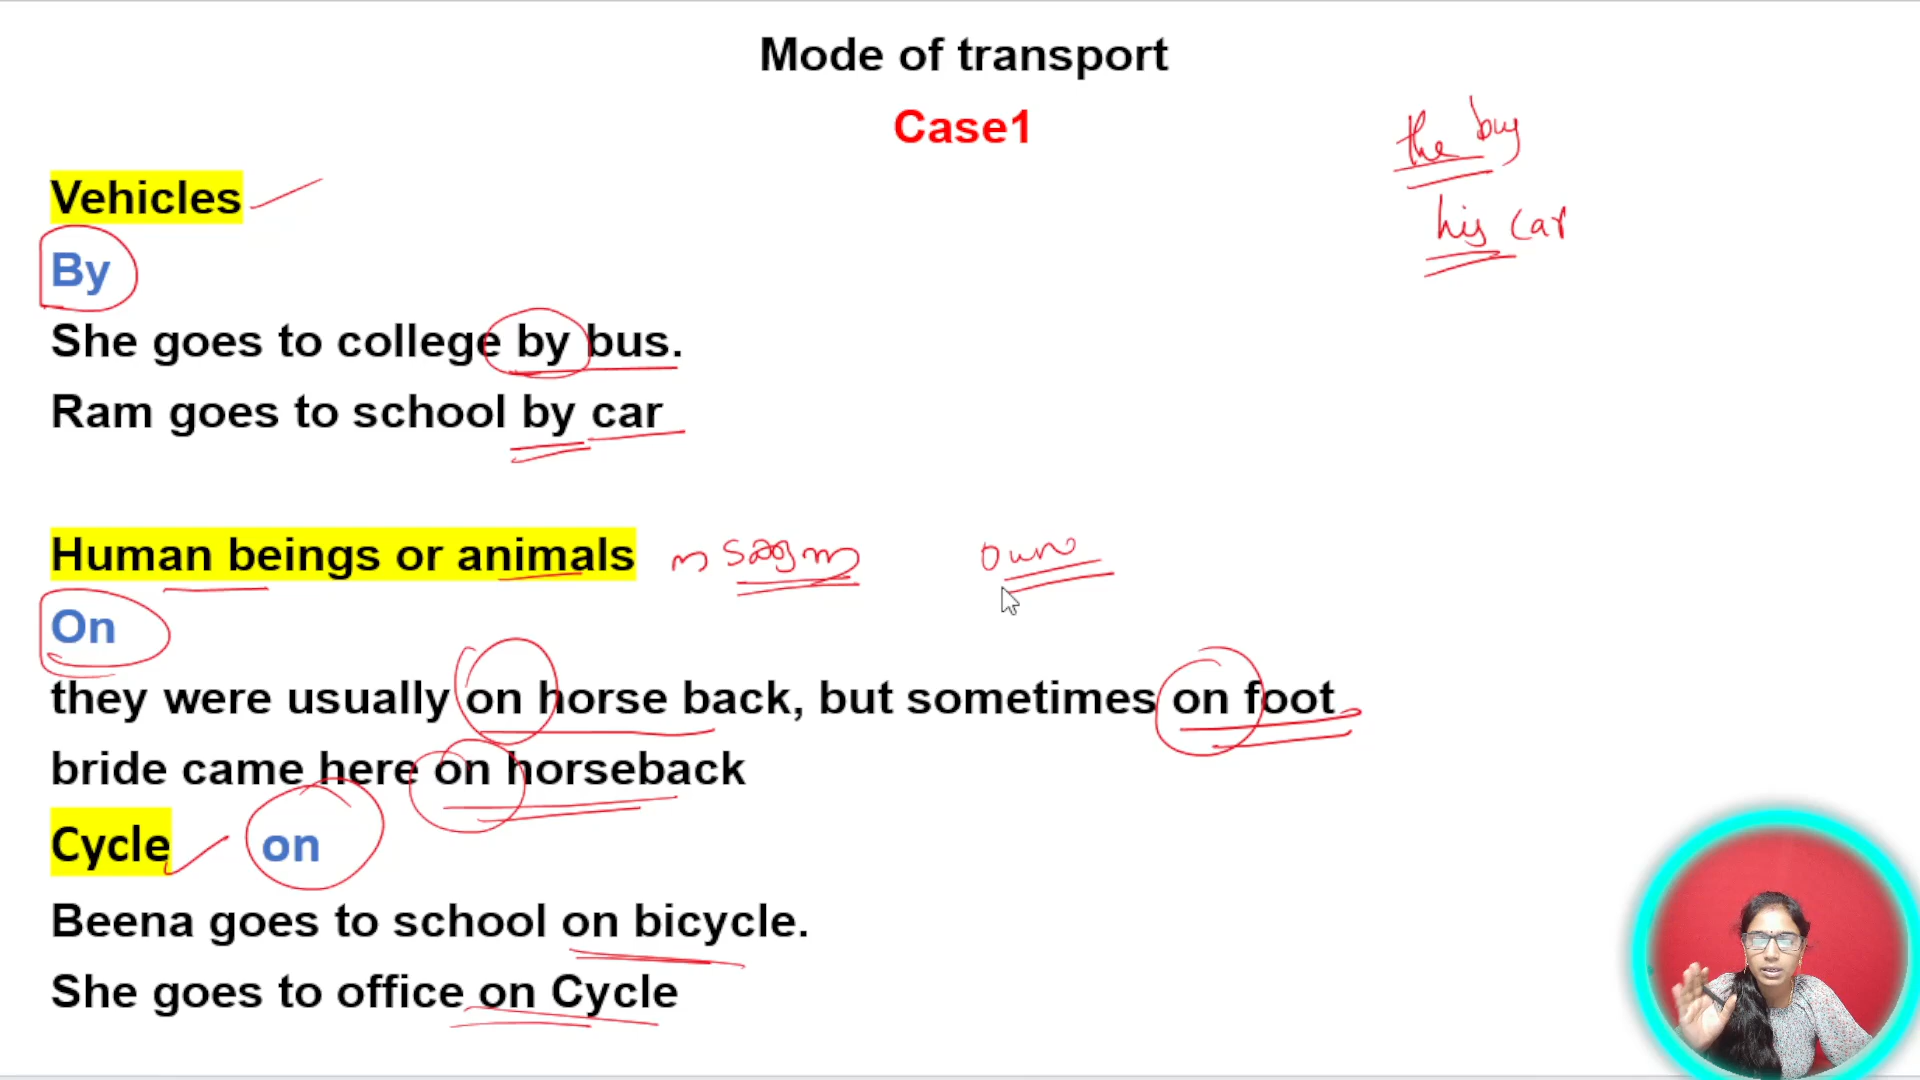 Mode of transport
Case1
the bus
his car
Vehicles
By
She goes to college by bus.
Ram goes to school by car
Human beings or animals
On
they were usually on horse back, but sometimes on foot
bride came here on horseback
Cycle on
Beena goes to school on bicycle.
She goes to office on Cycle